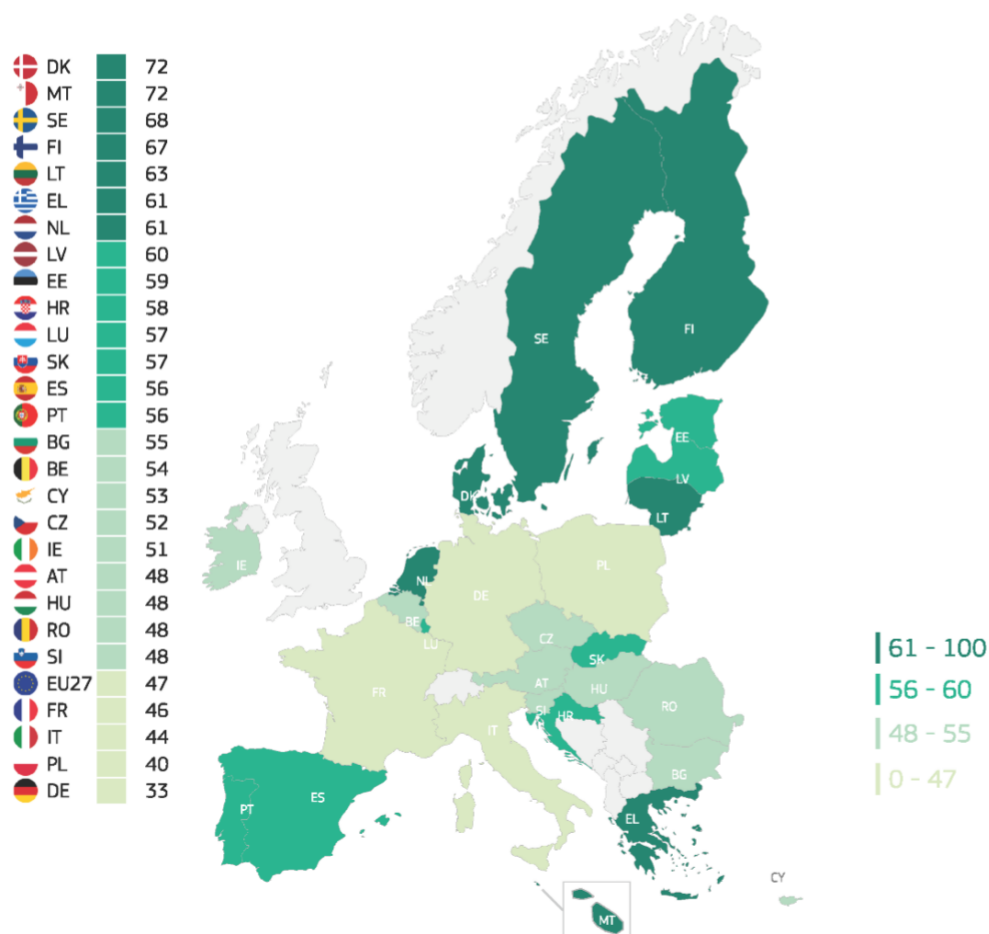 DK 72
MT 72
SE 68
FI 67
LT 63
EL 61
NL 61
LV 60
EE 59
HR 58
LU 57
SK 57
ES 56
PT 56
BG 55
BE 54
CY 53
CZ 52
IE 51
AT 48
HU 48
RO 48
SI 48
EU27 47
FR 46
IT 44
PL 40
DE 33
SE
FI
EE
LV
DK
LT
IE
NL
PL
DE
BE
CZ
LU
SK
AT
HU
FR
RO
SI
HR
IT
BG
ES
PT
EL
CY
MT
61 - 100
56 - 60
48 - 55
0 - 47